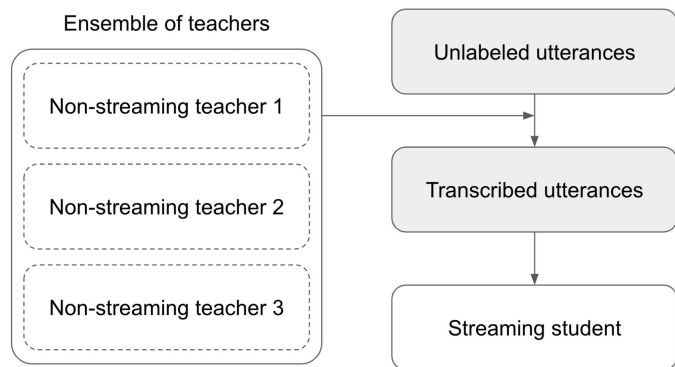 Ensemble of teachers
Non-streaming teacher 1
Non-streaming teacher 2
Non-streaming teacher 3
Unlabeled utterances
Transcribed utterances
Streaming student